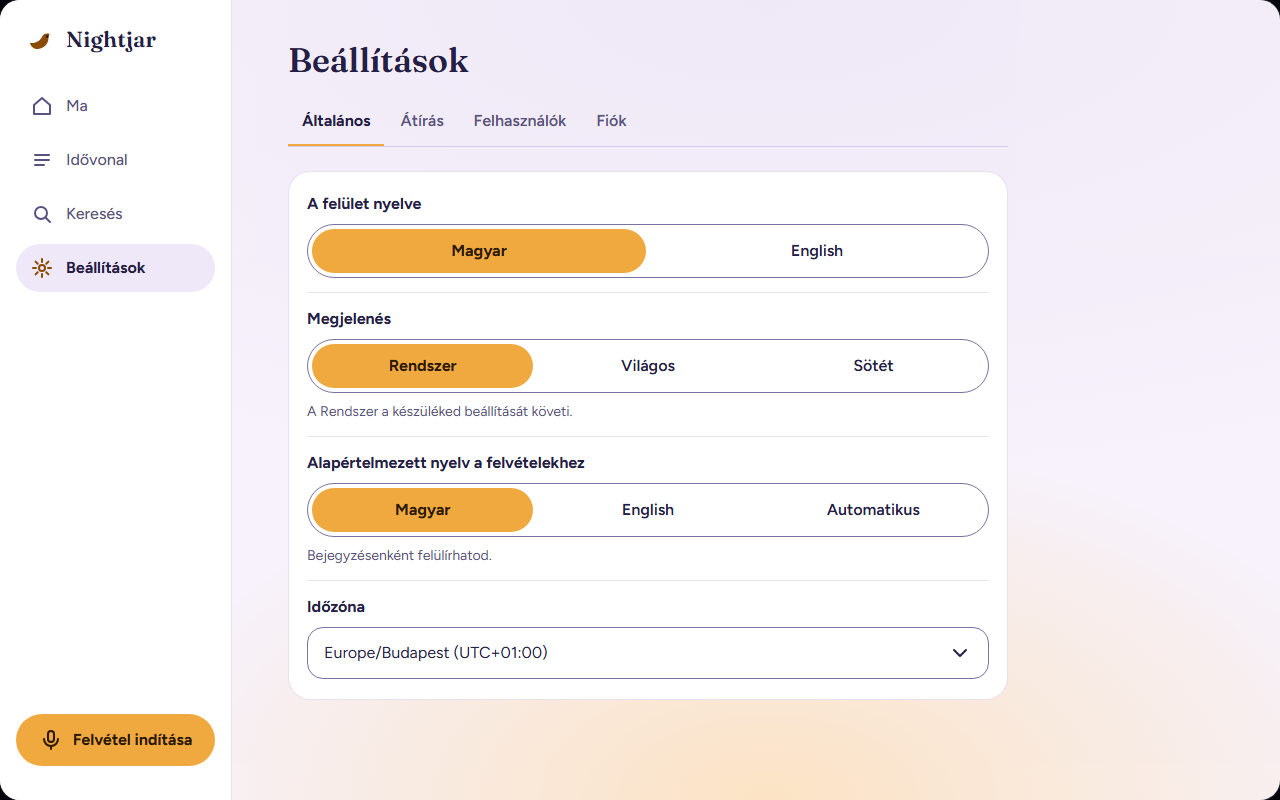 Nightjar
Ma
Idővonal
Keresés
Beállítások
Felvétel indítása
Beállítások
Általános
Átírás
Felhasználók
Fiók
A felület nyelve
Magyar
English
Megjelenés
Rendszer
Világos
Sötét
A Rendszer a készüléked beállítását követi.
Alapértelmezett nyelv a felvételekhez
Magyar
English
Automatikus
Bejegyzésenként felülírhatod.
Időzóna
Europe/Budapest (UTC+01:00)